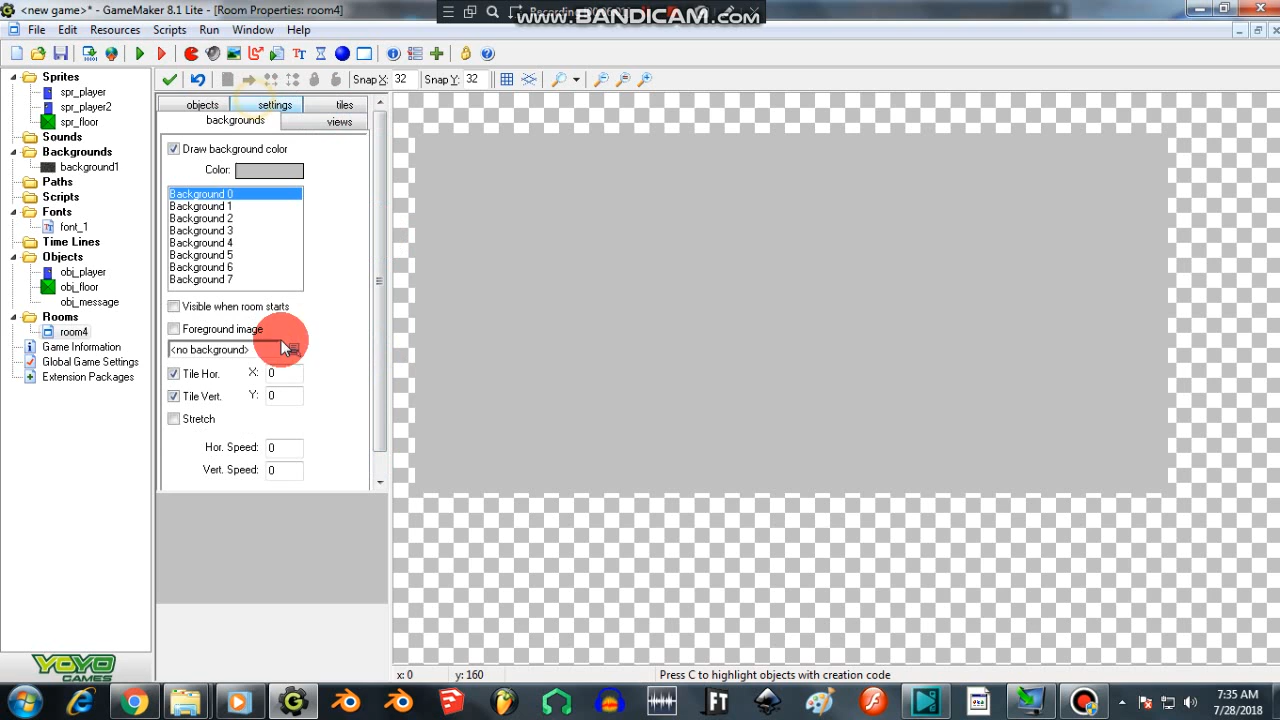 <new game>* - GameMaker 8.1 Lite - [Room Properties: room4]
www.BANDICAM.com
File Edit Resources Scripts Run Window Help
Sprites
spr_player
spr_player2
spr_floor
Sounds
Backgrounds
background1
Paths
Scripts
Fonts
font_1
Time Lines
Objects
obj_player
obj_floor
obj_message
Rooms
room4
Game Information
Global Game Settings
Extension Packages
YOYO
GAMES
Snap X: 32 Snap Y: 32
objects settings tiles
backgrounds views
Draw background color
Color:
Background 0
Background 1
Background 2
Background 3
Background 4
Background 5
Background 6
Background 7
Visible when room starts
Foreground image
<no background>
Tile Hor. X: 0
Tile Vert. Y: 0
Stretch
Hor. Speed: 0
Vert. Speed: 0
x: 0 y: 160 Press C to highlight objects with creation code
FT
7:35 AM
7/28/2018